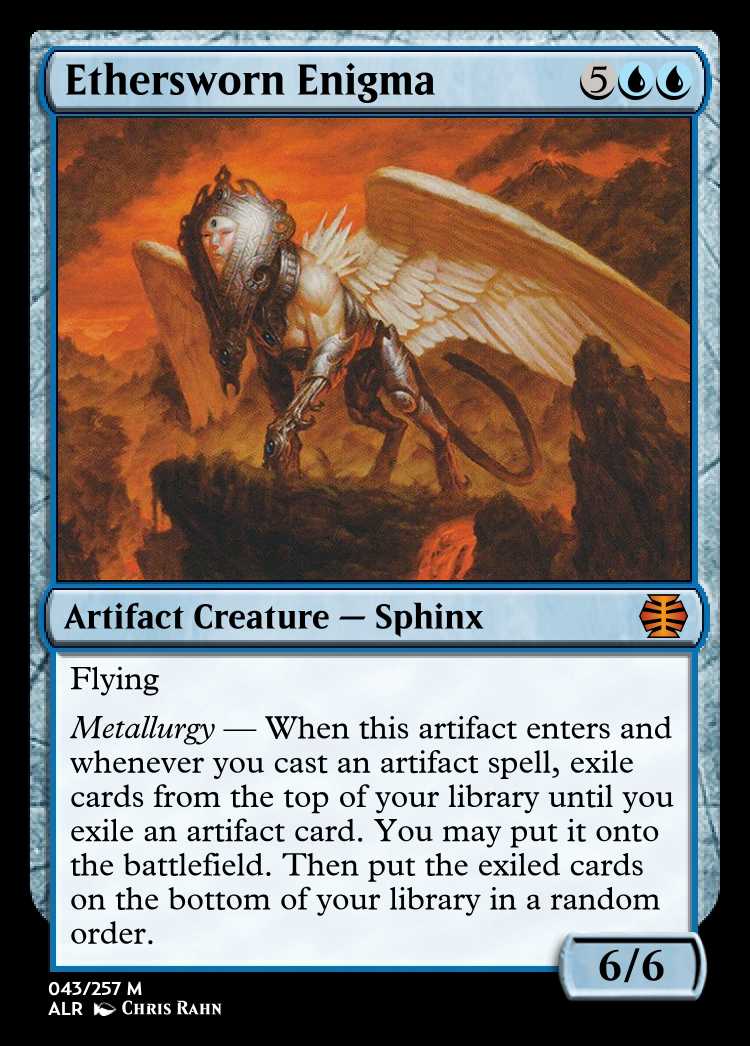 Ethersworn Enigma 5
Artifact Creature — Sphinx
Flying
Metallurgy — When this artifact enters and
whenever you cast an artifact spell, exile
cards from the top of your library until you
exile an artifact card. You may put it onto
the battlefield. Then put the exiled cards
on the bottom of your library in a random
order.
6/6
043/257 M
ALR Chris Rahn